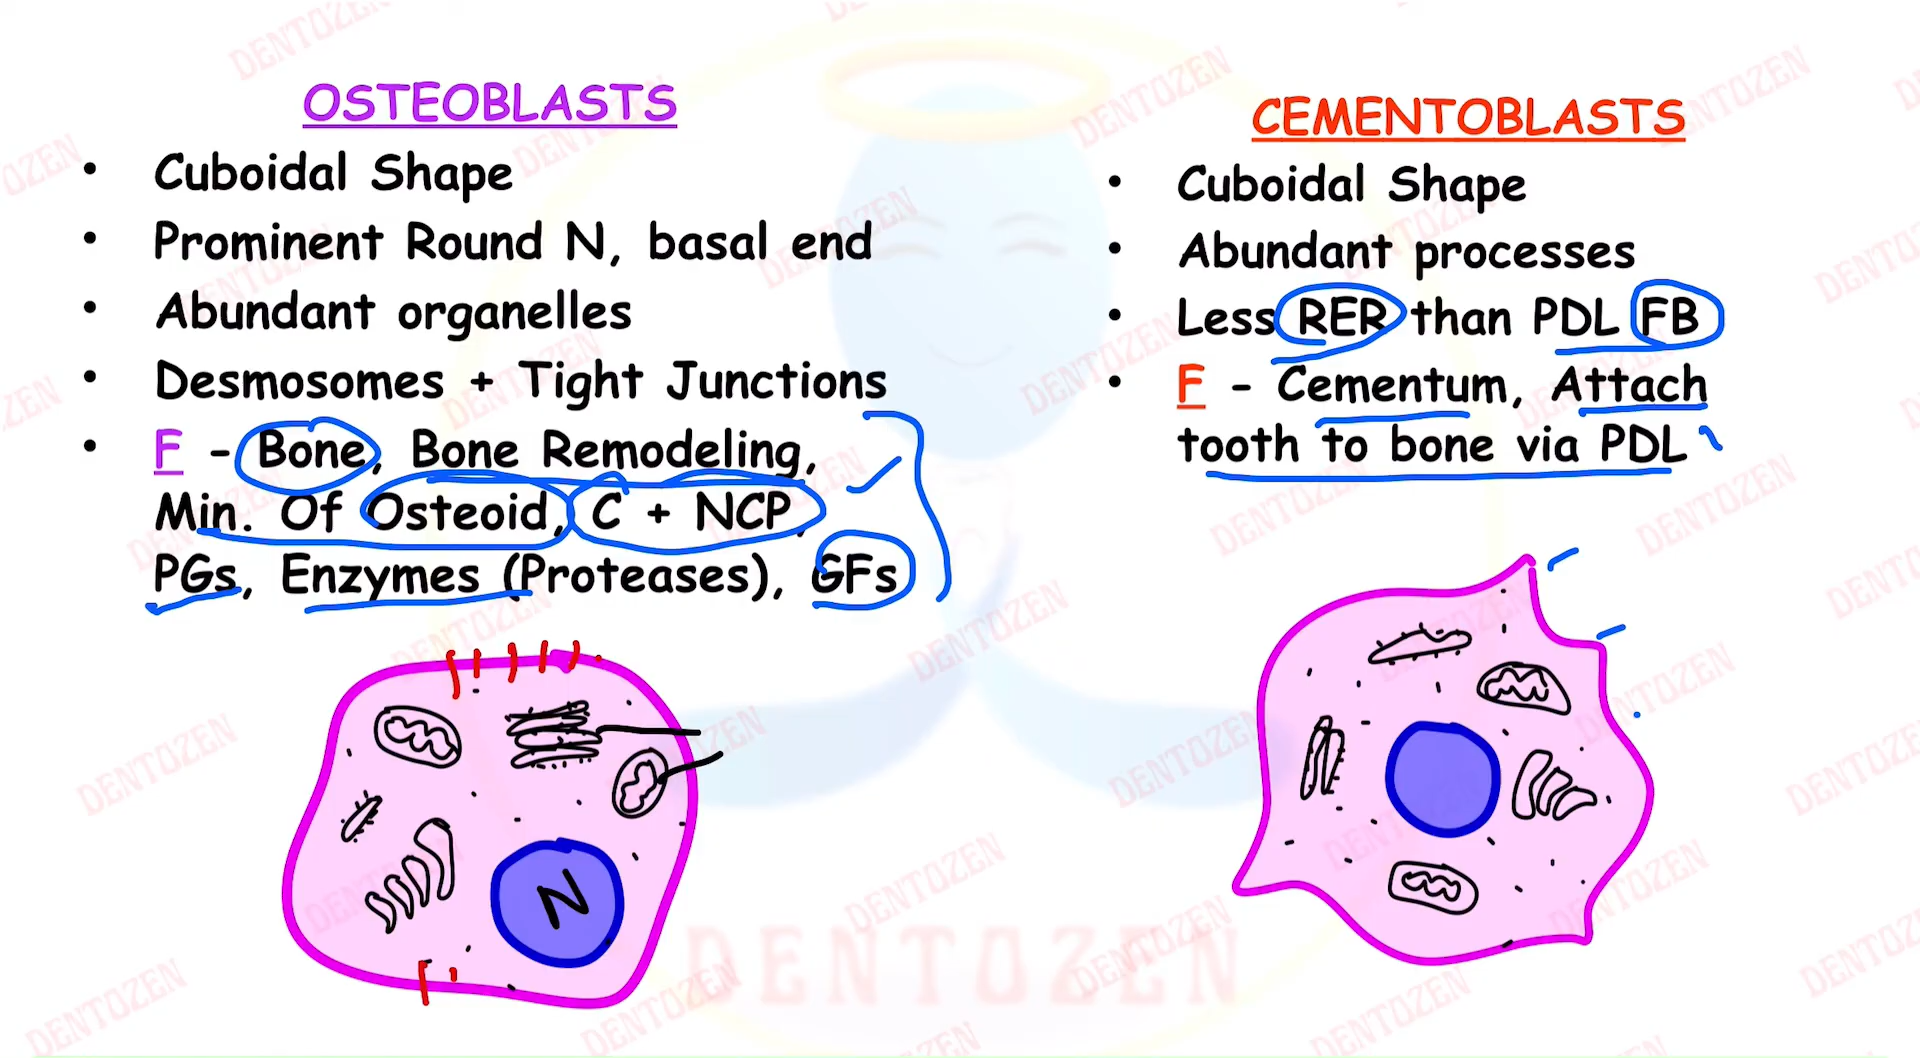 OSTEOBLASTS
• Cuboidal Shape
• Prominent Round N, basal end
• Abundant organelles
• Desmosomes + Tight Junctions
• F - Bone, Bone Remodeling,
Min. Of Osteoid, C + NCP,
PGs, Enzymes (Proteases), GFs
N
CEMENTOBLASTS
• Cuboidal Shape
• Abundant processes
• Less RER than PDL FB
• F - Cementum, Attach
tooth to bone via PDL
DENTOZEN